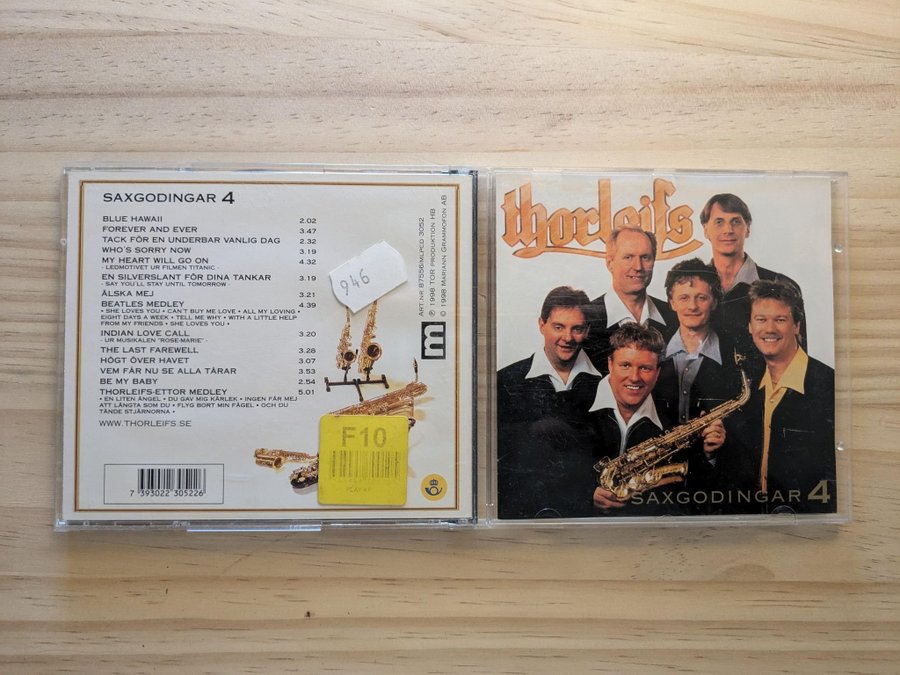 SAXGODINGAR 4
BLUE HAWAII 2.02
FOREVER AND EVER 3.47
TACK FÖR EN UNDERBAR VANLIG DAG 2.32
WHO'S SORRY NOW 3.19
MY HEART WILL GO ON 4.32
- LEDMOTIVET UR FILMEN TITANIC -
EN SILVERSLANT FÖR DINA TANKAR 3.19
- SAY YOU'LL STAY UNTIL TOMORROW -
ÄLSKA MEJ 3.21
BEATLES MEDLEY 4.39
• SHE LOVES YOU • CAN'T BUY ME LOVE • ALL MY LOVING •
EIGHT DAYS A WEEK • TELL ME WHY • WITH A LITTLE HELP
FROM MY FRIENDS • SHE LOVES YOU •
INDIAN LOVE CALL 3.20
- UR MUSIKALEN "ROSE-MARIE" -
THE LAST FAREWELL 3.28
HÖGT ÖVER HAVET 3.07
VEM FÅR NU SE ALLA TÅRAR 3.53
BE MY BABY 2.54
THORLEIFS-ETTOR MEDLEY 5.01
• EN LITEN ÄNGEL • DU GAV MIG KÄRLEK • INGEN FÅR MEJ
ATT LÄNGTA SOM DU • FLYG BORT MIN FÅGEL • OCH DU
TÄNDE STJÄRNORNA •
WWW.THORLEIFS.SE
7 393022 305226
946
F10
ART.NR 87556/MLPCD 3052
℗ 1998 TOR PRODUKTION HB
© 1998 MARIANN GRAMMOFON AB
m
thorleifs
SAXGODINGAR 4